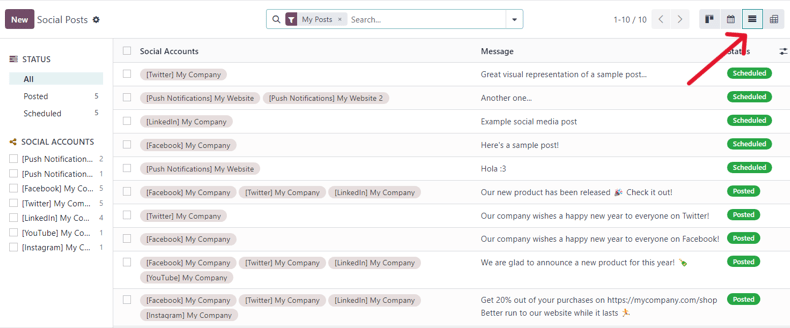 New Social Posts My Posts × Search... 1-10 / 10
STATUS
All
Posted 5
Scheduled 5
SOCIAL ACCOUNTS
[Push Notifications... 2
[Push Notifications... 1
[Facebook] My Co... 5
[Twitter] My Com... 5
[LinkedIn] My Co... 4
[YouTube] My Co... 1
[Instagram] My C... 1
Social Accounts Message Status
[Twitter] My Company Great visual representation of a sample post... Scheduled
[Push Notifications] My Website [Push Notifications] My Website 2 Another one... Scheduled
[LinkedIn] My Company Example social media post Scheduled
[Facebook] My Company Here's a sample post! Scheduled
[Push Notifications] My Website Hola :3 Scheduled
[Facebook] My Company [Twitter] My Company [LinkedIn] My Company Our new product has been released 🎉 Check it out! Posted
[Twitter] My Company Our company wishes a happy new year to everyone on Twitter! Posted
[Facebook] My Company Our company wishes a happy new year to everyone on Facebook! Posted
[Facebook] My Company [Twitter] My Company [LinkedIn] My Company We are glad to announce a new product for this year! 🍾 Posted
[YouTube] My Company
[Facebook] My Company [Twitter] My Company [LinkedIn] My Company Get 20% out of your purchases on https://mycompany.com/shop Posted
[Instagram] My Company Better run to our website while it lasts 🏃